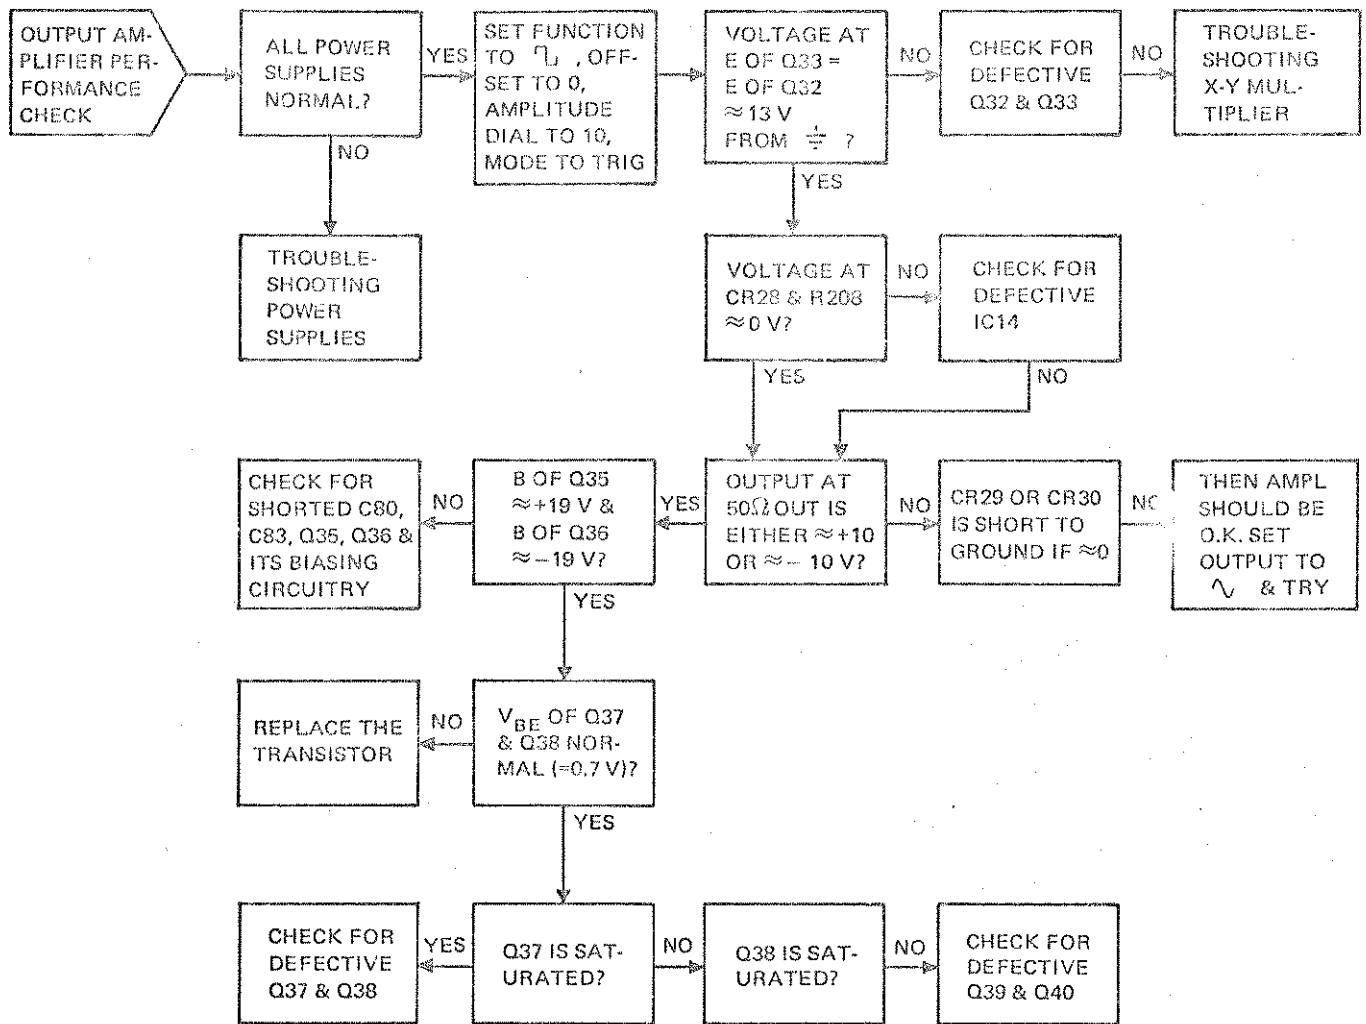 OUTPUT AM-
PLIFIER PER-
FORMANCE
CHECK
ALL POWER
SUPPLIES
NORMAL?
YES
NO
SET FUNCTION
TO , OFF-
SET TO 0,
AMPLITUDE
DIAL TO 10,
MODE TO TRIG
VOLTAGE AT
E OF Q33 =
E OF Q32
≈13 V
FROM ?
NO
YES
CHECK FOR
DEFECTIVE
Q32 & Q33
NO
TROUBLE-
SHOOTING
X-Y MUL-
TIPLIER
TROUBLE-
SHOOTING
POWER
SUPPLIES
VOLTAGE AT
CR28 & R208
≈0 V?
NO
YES
CHECK FOR
DEFECTIVE
IC14
NO
CHECK FOR
SHORTED C80,
C83, Q35, Q36 &
ITS BIASING
CIRCUITRY
NO
B OF Q35
≈+19 V &
B OF Q36
≈−19 V?
YES
YES
OUTPUT AT
50Ω OUT IS
EITHER ≈+10
OR ≈− 10 V?
NO
CR29 OR CR30
IS SHORT TO
GROUND IF ≈0
NO
THEN AMPL
SHOULD BE
O.K. SET
OUTPUT TO
∿ & TRY
REPLACE THE
TRANSISTOR
NO
VBE OF Q37
& Q38 NOR-
MAL (=0.7 V)?
YES
CHECK FOR
DEFECTIVE
Q37 & Q38
YES
Q37 IS SAT-
URATED?
NO
Q38 IS SAT-
URATED?
NO
CHECK FOR
DEFECTIVE
Q39 & Q40